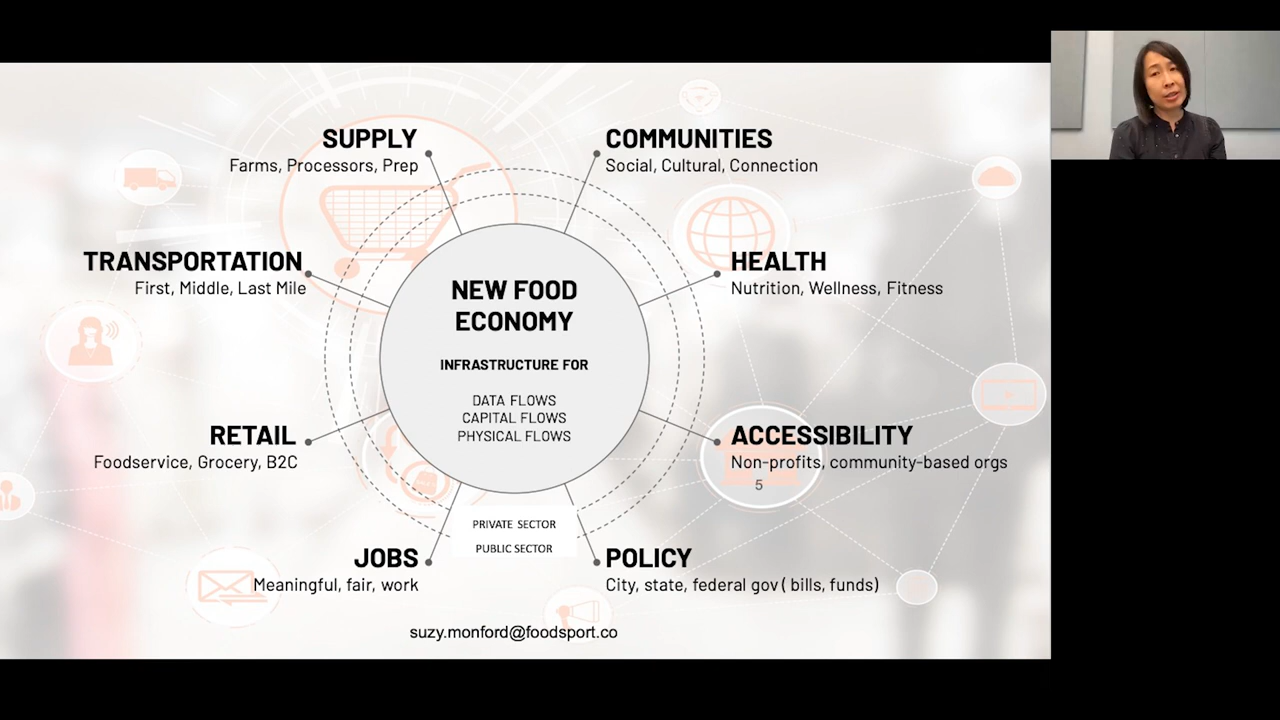 SUPPLY
Farms, Processors, Prep
COMMUNITIES
Social, Cultural, Connection
TRANSPORTATION
First, Middle, Last Mile
HEALTH
Nutrition, Wellness, Fitness
NEW FOOD
ECONOMY
INFRASTRUCTURE FOR
DATA FLOWS
CAPITAL FLOWS
PHYSICAL FLOWS
RETAIL
Foodservice, Grocery, B2C
ACCESSIBILITY
Non-profits, community-based orgs
5
PRIVATE SECTOR
PUBLIC SECTOR
JOBS
Meaningful, fair, work
POLICY
City, state, federal gov ( bills, funds)
suzy.monford@foodsport.co